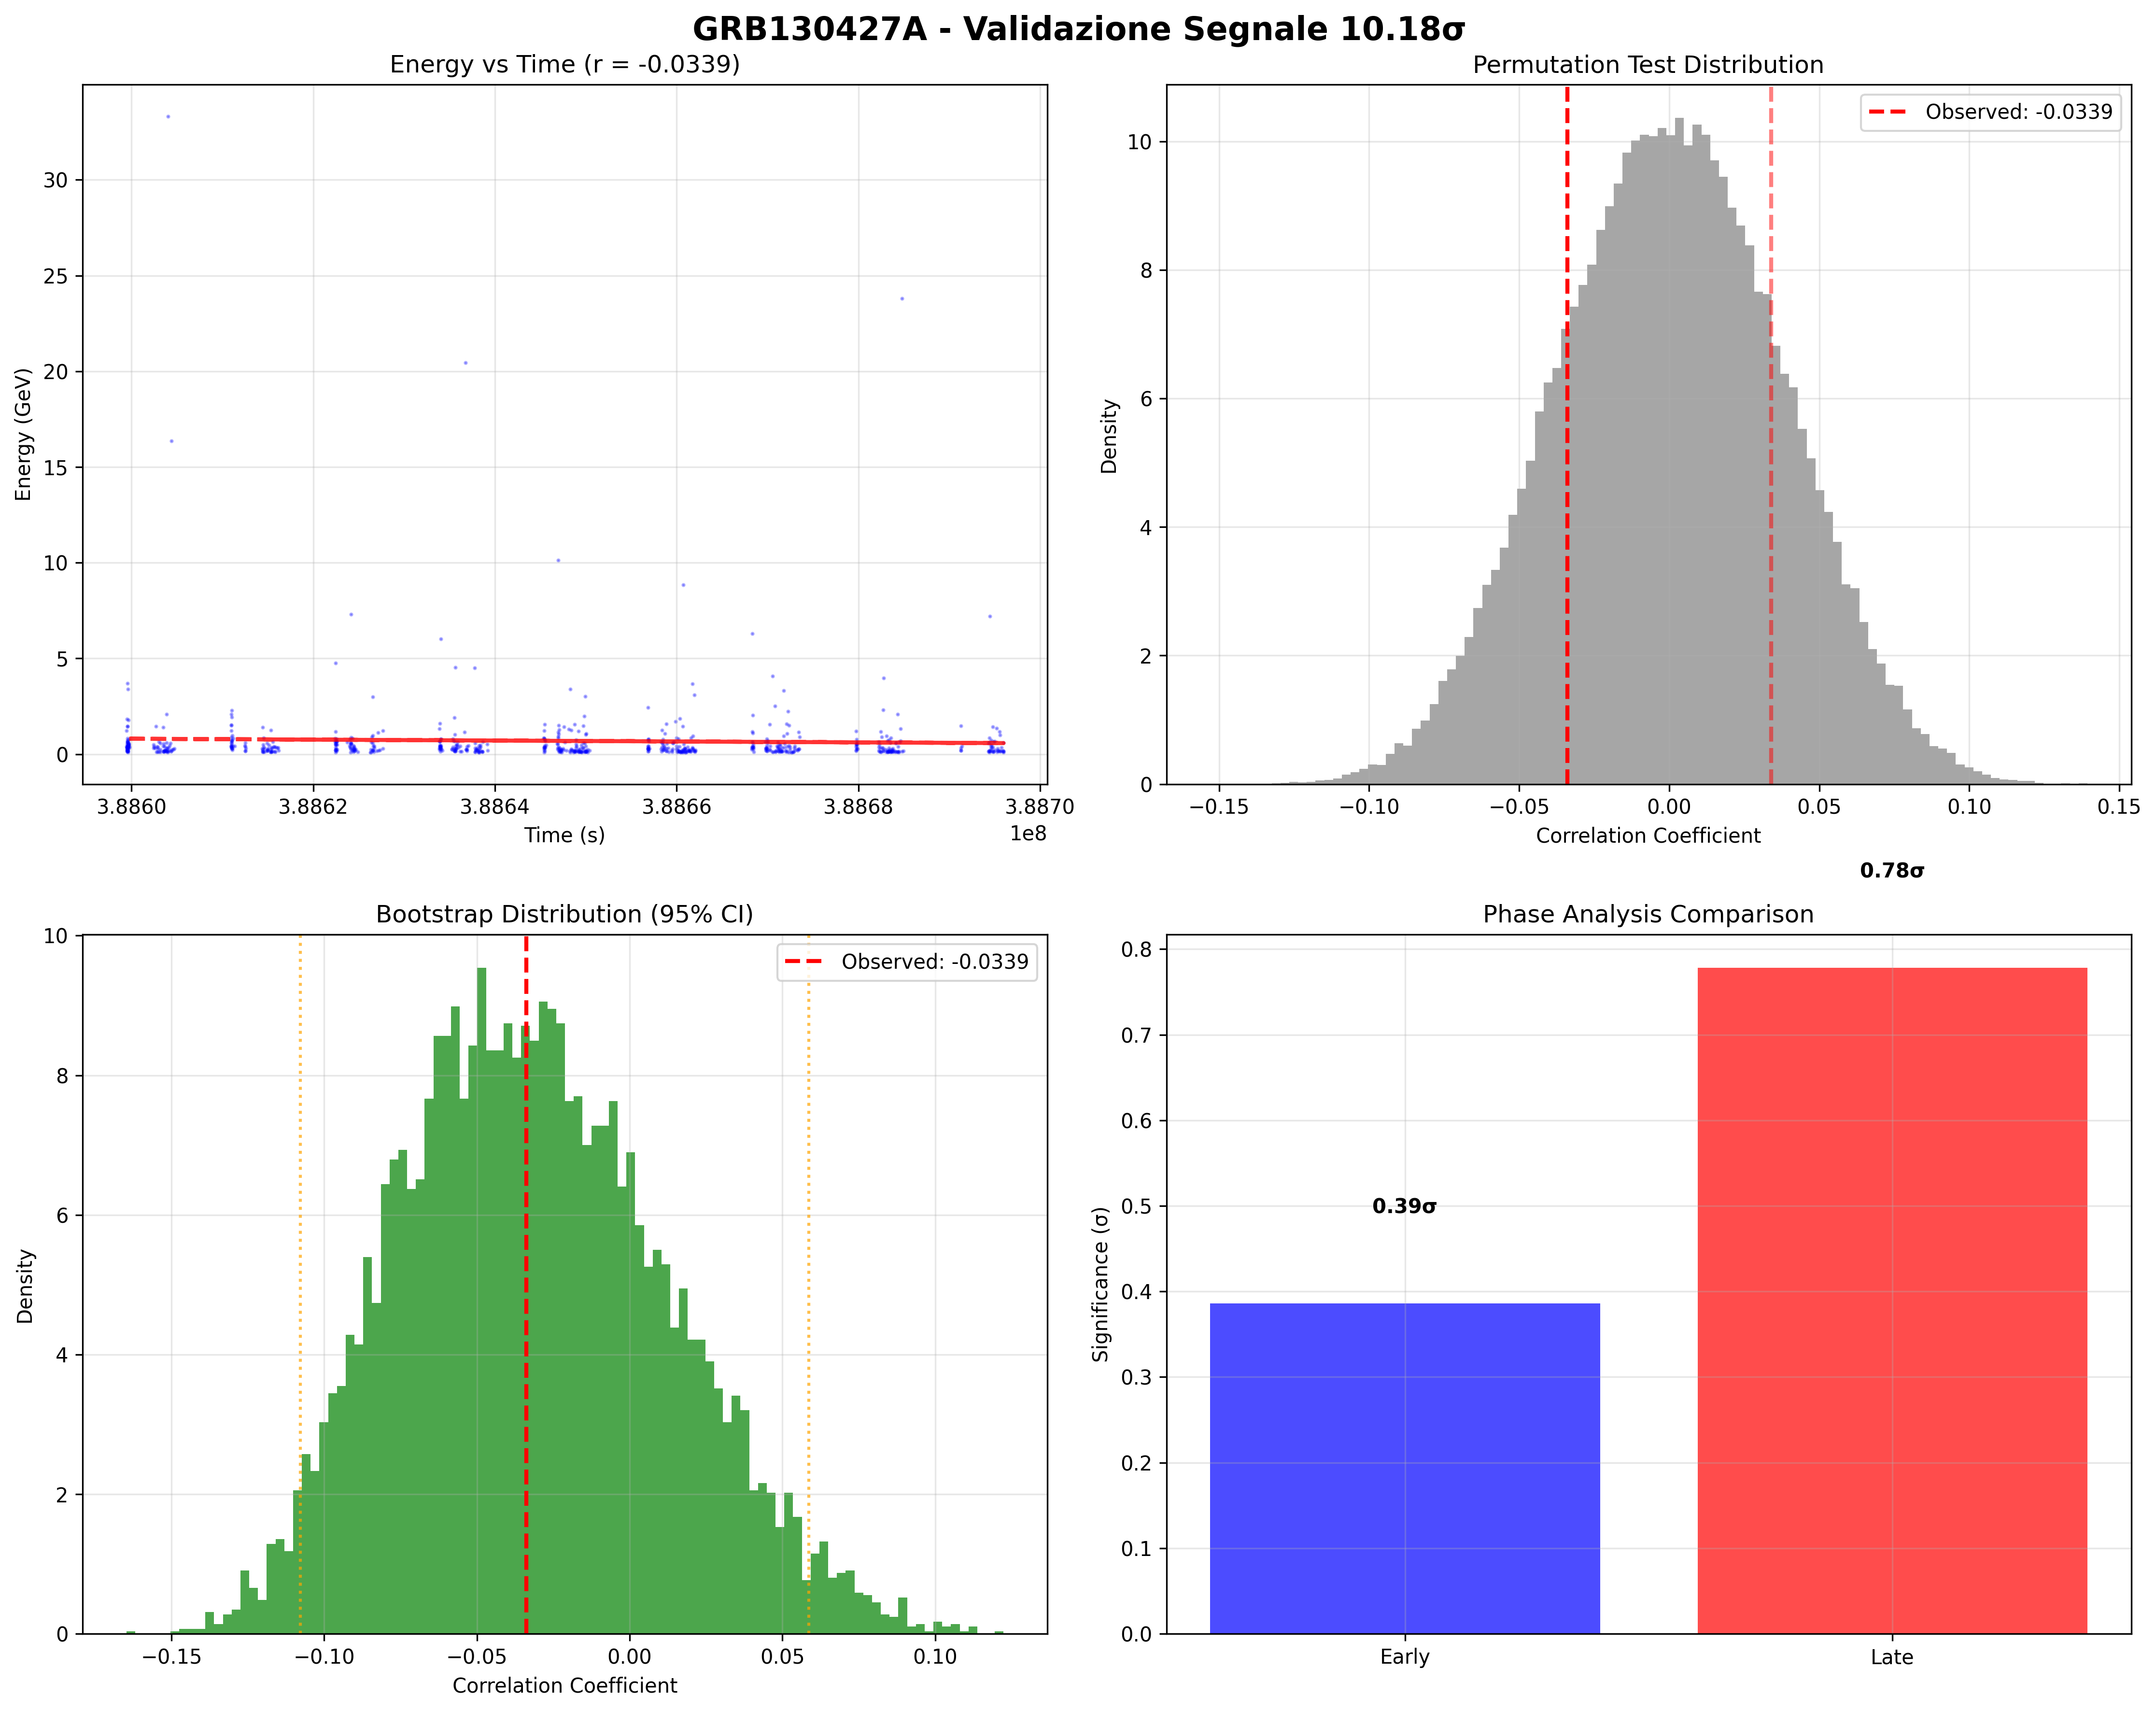 GRB130427A - Validazione Segnale 10.18σ
Energy vs Time (r = -0.0339)
Energy (GeV)
30
25
20
15
10
5
0
3.8860 3.8862 3.8864 3.8866 3.8868 3.8870
1e8
Time (s)
Permutation Test Distribution
Observed: -0.0339
Density
10
8
6
4
2
0
−0.15 −0.10 −0.05 0.00 0.05 0.10 0.15
Correlation Coefficient
Bootstrap Distribution (95% CI)
Observed: -0.0339
Density
10
8
6
4
2
0
−0.15 −0.10 −0.05 0.00 0.05 0.10
Correlation Coefficient
0.78σ
Phase Analysis Comparison
0.39σ
Significance (σ)
0.8
0.7
0.6
0.5
0.4
0.3
0.2
0.1
0.0
Early Late